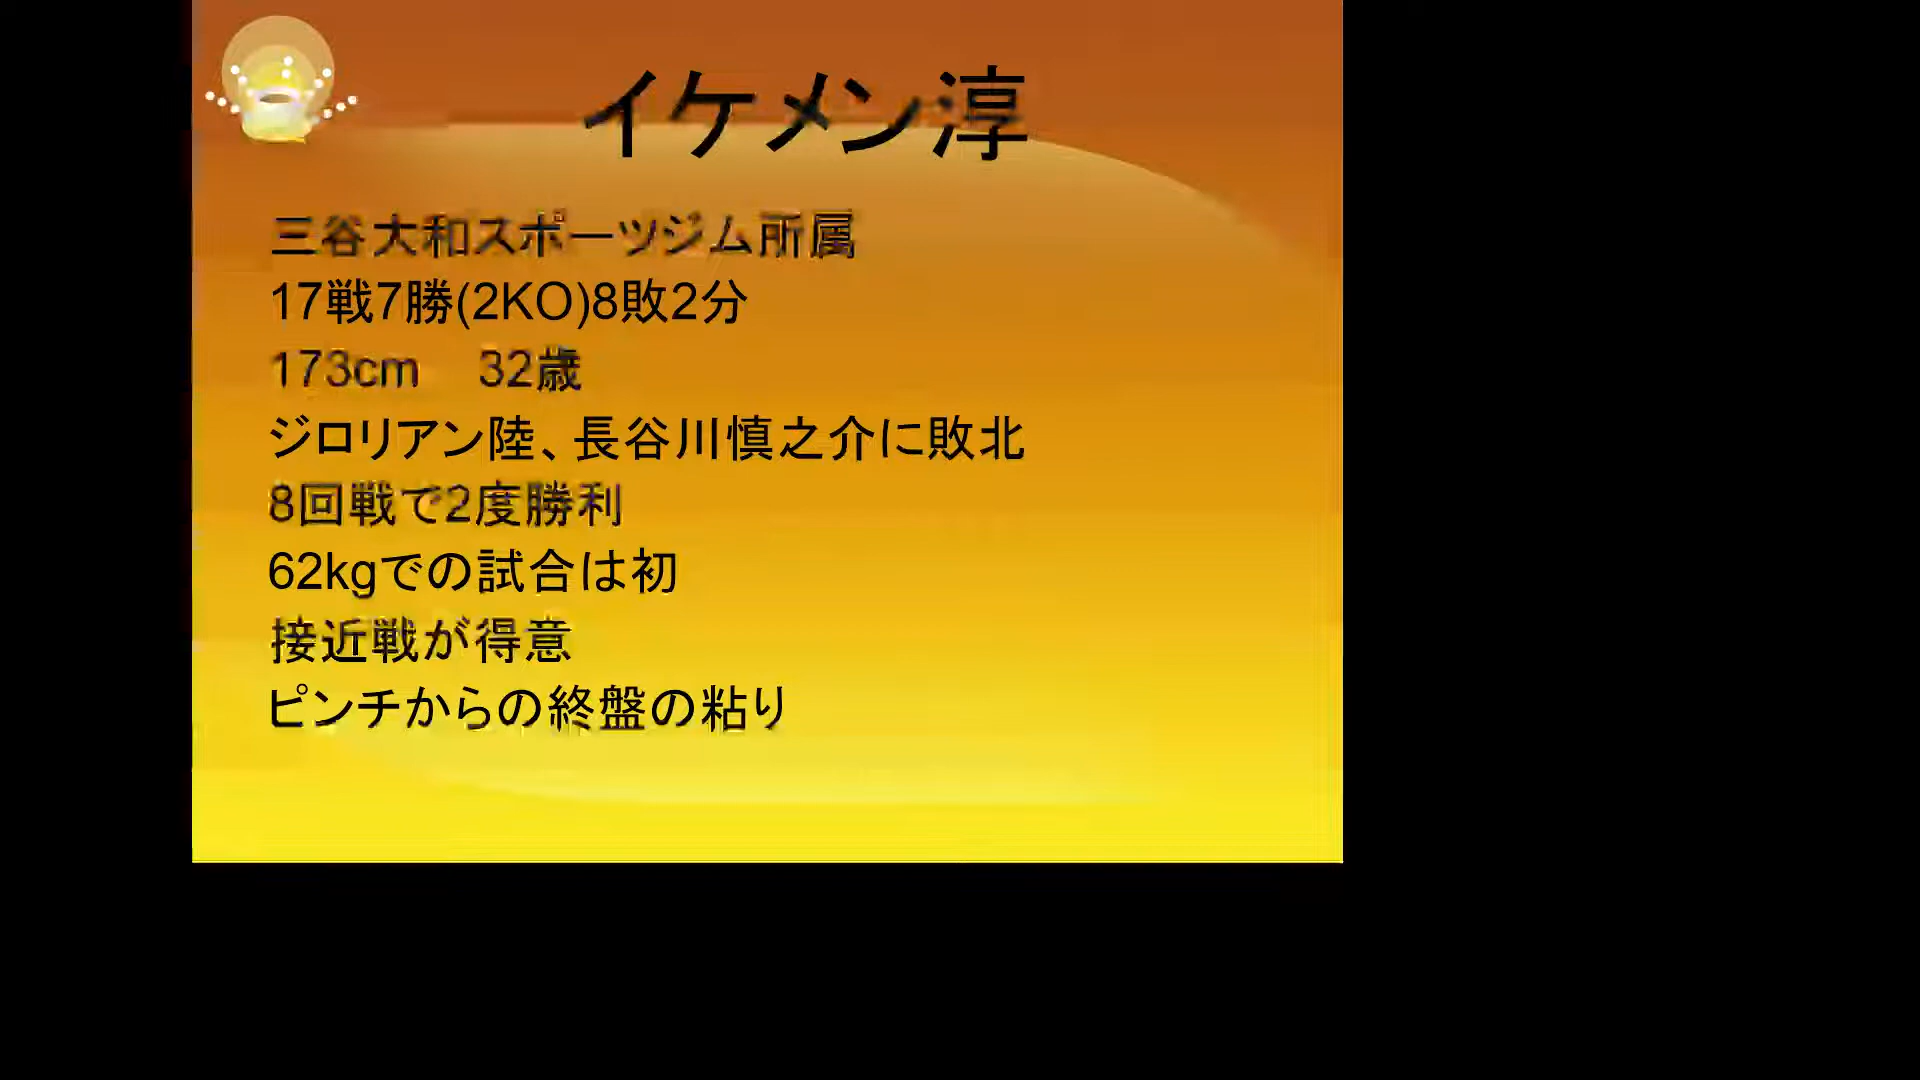 イケメン淳
三谷大和スポーツジム所属
17戦7勝(2KO)8敗2分
173cm　32歳
ジロリアン陸、長谷川慎之介に敗北
8回戦で2度勝利
62kgでの試合は初
接近戦が得意
ピンチからの終盤の粘り